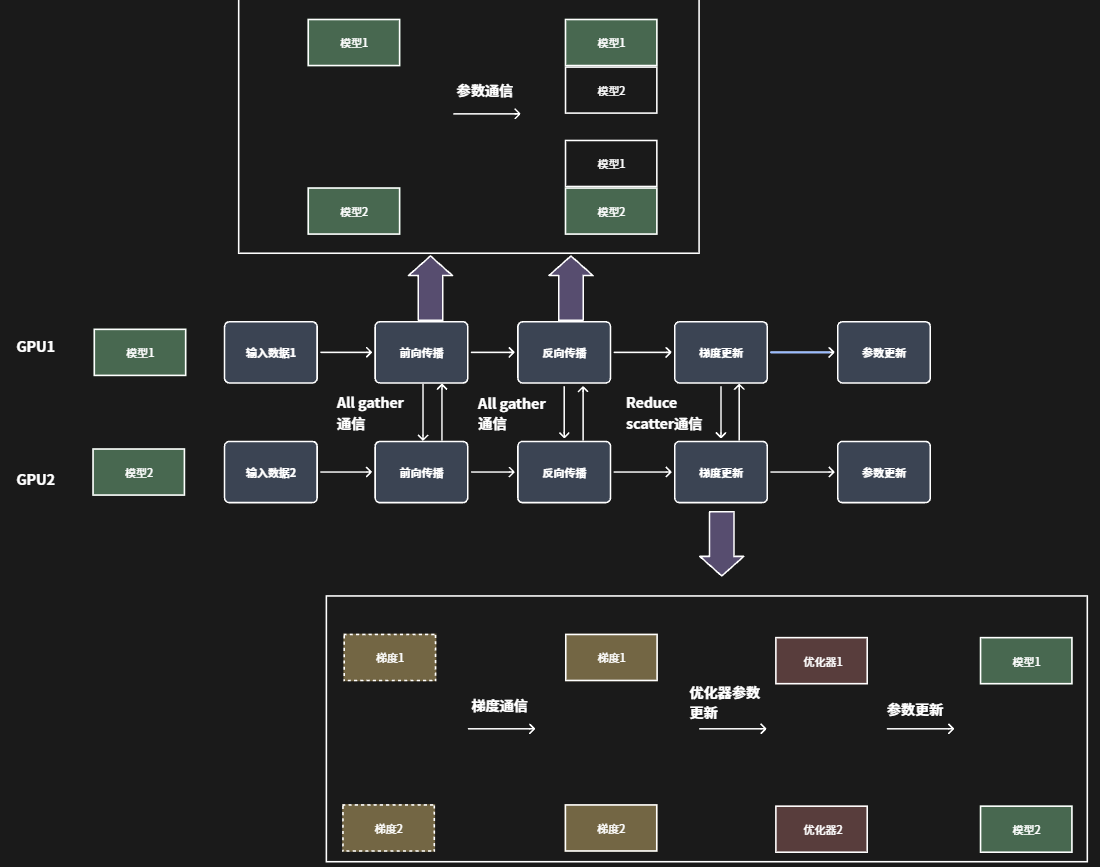 模型1
模型1
参数通信
模型2
模型1
模型2
模型2
GPU1
模型1
输入数据1
前向传播
反向传播
梯度更新
参数更新
All gather
通信
All gather
通信
Reduce
scatter通信
GPU2
模型2
输入数据2
前向传播
反向传播
梯度更新
参数更新
梯度1
梯度1
优化器1
模型1
梯度通信
优化器参数
更新
参数更新
梯度2
梯度2
优化器2
模型2